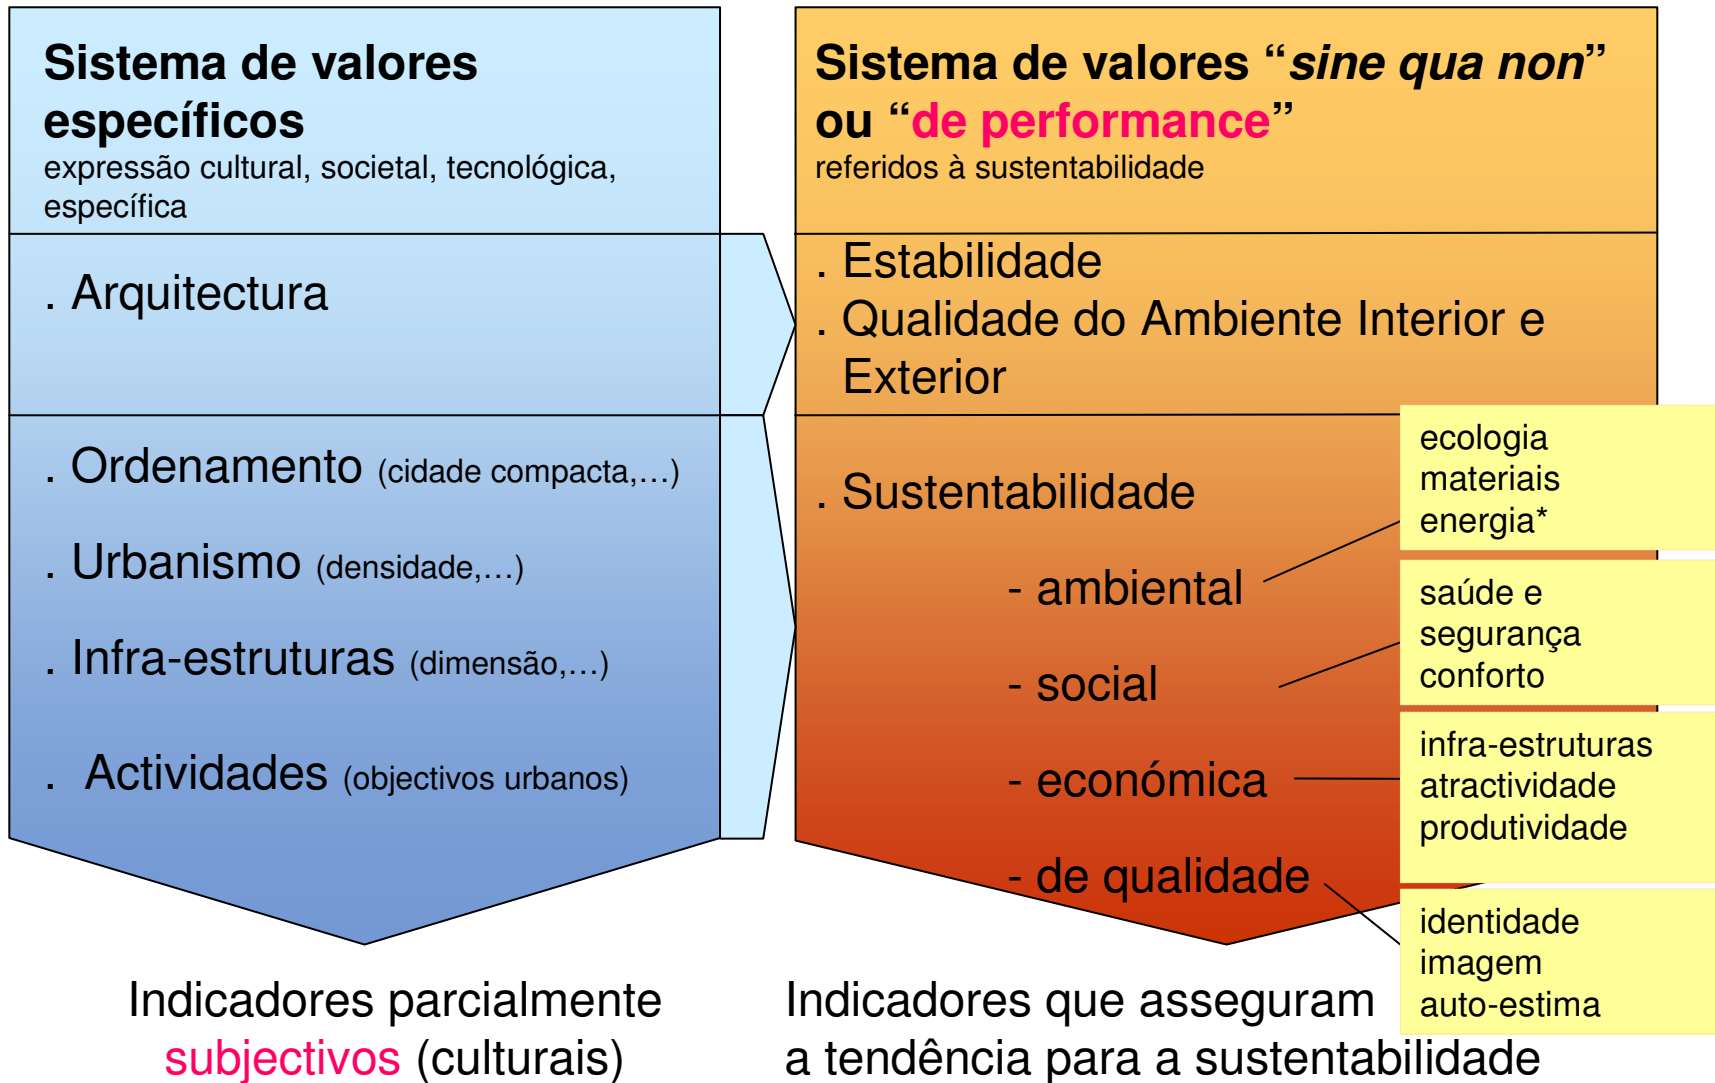 Sistema de valores
específicos
expressão cultural, societal, tecnológica,
específica
. Arquitectura
. Ordenamento (cidade compacta,…)
. Urbanismo (densidade,…)
. Infra-estruturas (dimensão,…)
. Actividades (objectivos urbanos)
Indicadores parcialmente
subjectivos (culturais)
Sistema de valores “sine qua non”
ou “de performance”
referidos à sustentabilidade
. Estabilidade
. Qualidade do Ambiente Interior e
Exterior
. Sustentabilidade
- ambiental
ecologia
materiais
energia*
- social
saúde e
segurança
conforto
- económica
infra-estruturas
atractividade
produtividade
- de qualidade
identidade
imagem
auto-estima
Indicadores que asseguram
a tendência para a sustentabilidade